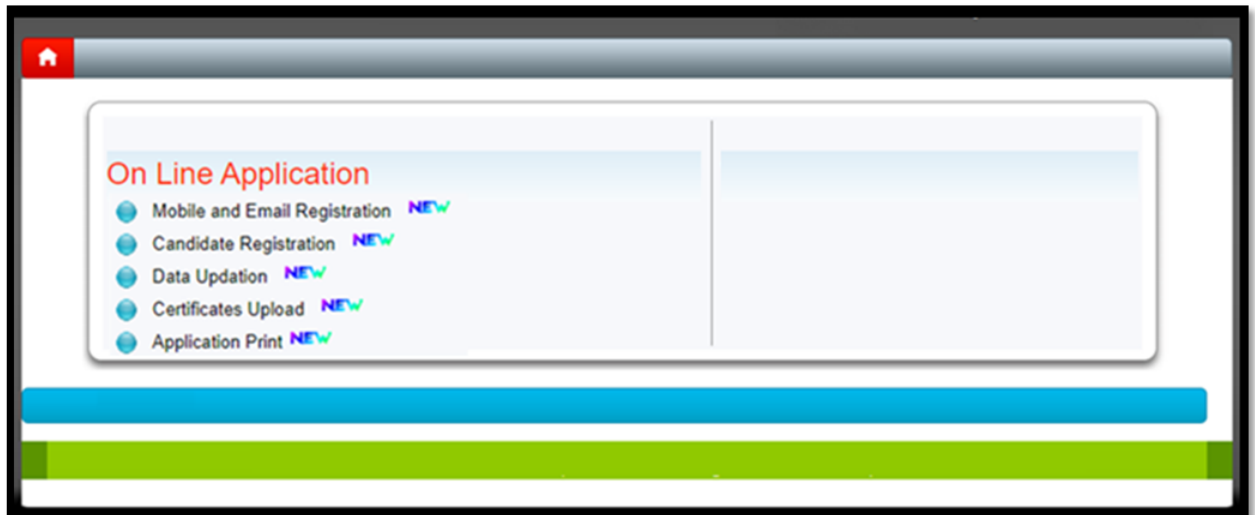 On Line Application
Mobile and Email Registration NEW
Candidate Registration NEW
Data Updation NEW
Certificates Upload NEW
Application Print NEW